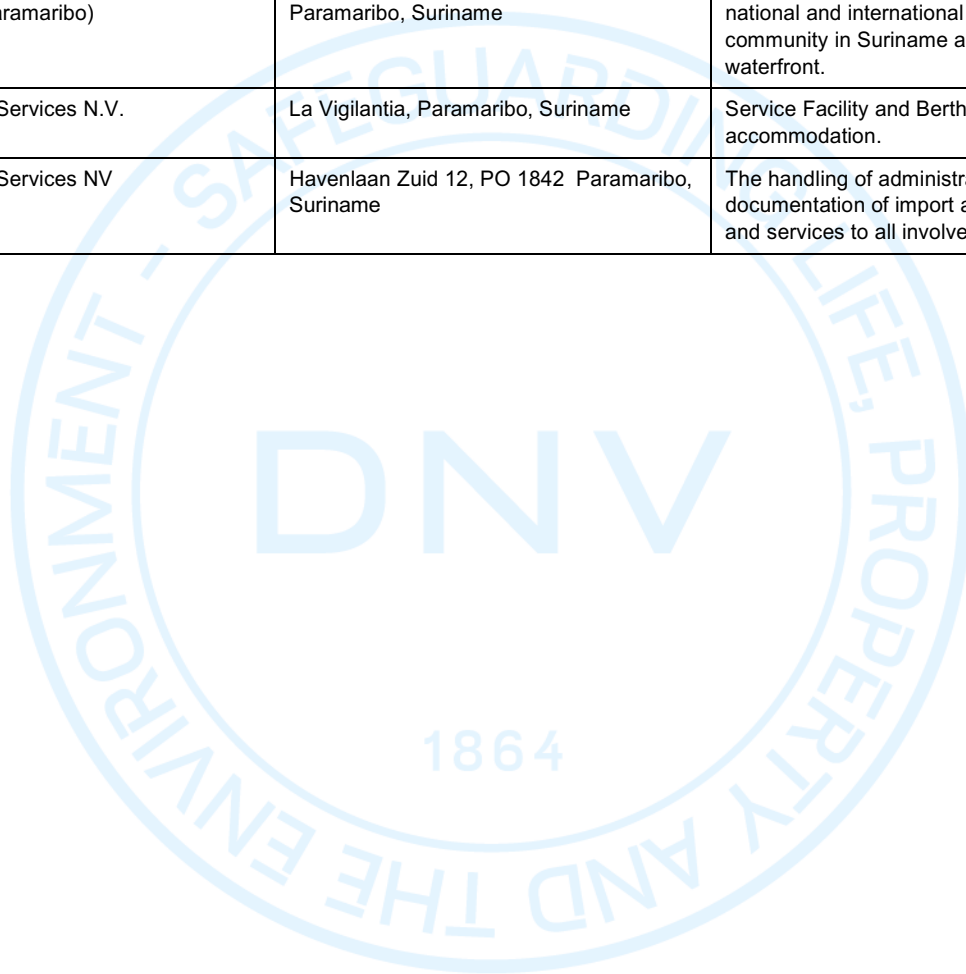 aramaribo)
Paramaribo, Suriname
national and international
community in Suriname a
waterfront.
Services N.V.
La Vigilantia, Paramaribo, Suriname
Service Facility and Berth
accommodation.
Services NV
Havenlaan Zuid 12, PO 1842 Paramaribo,
Suriname
The handling of administra
documentation of import a
and services to all involve
SAFEGUARDING LIFE, PROPERTY AND THE ENVIRONMENT -
DNV
1864